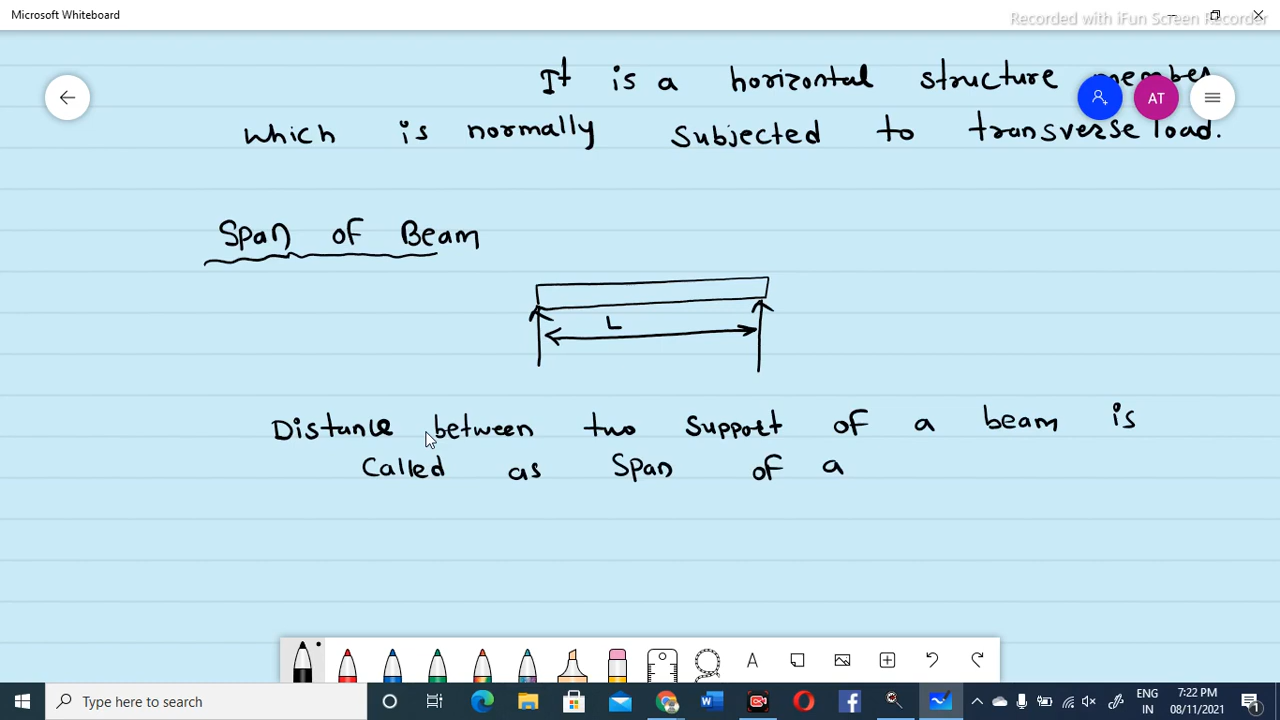 Microsoft Whiteboard
Recorded with iFun Screen Recorder
It is a horizontal structure member
which is normally subjected to transverse load.
AT
Span of Beam
L
Distance between two support of a beam is
called as Span of a
A
Type here to search
W
ENG
IN
7:22 PM
08/11/2021
1